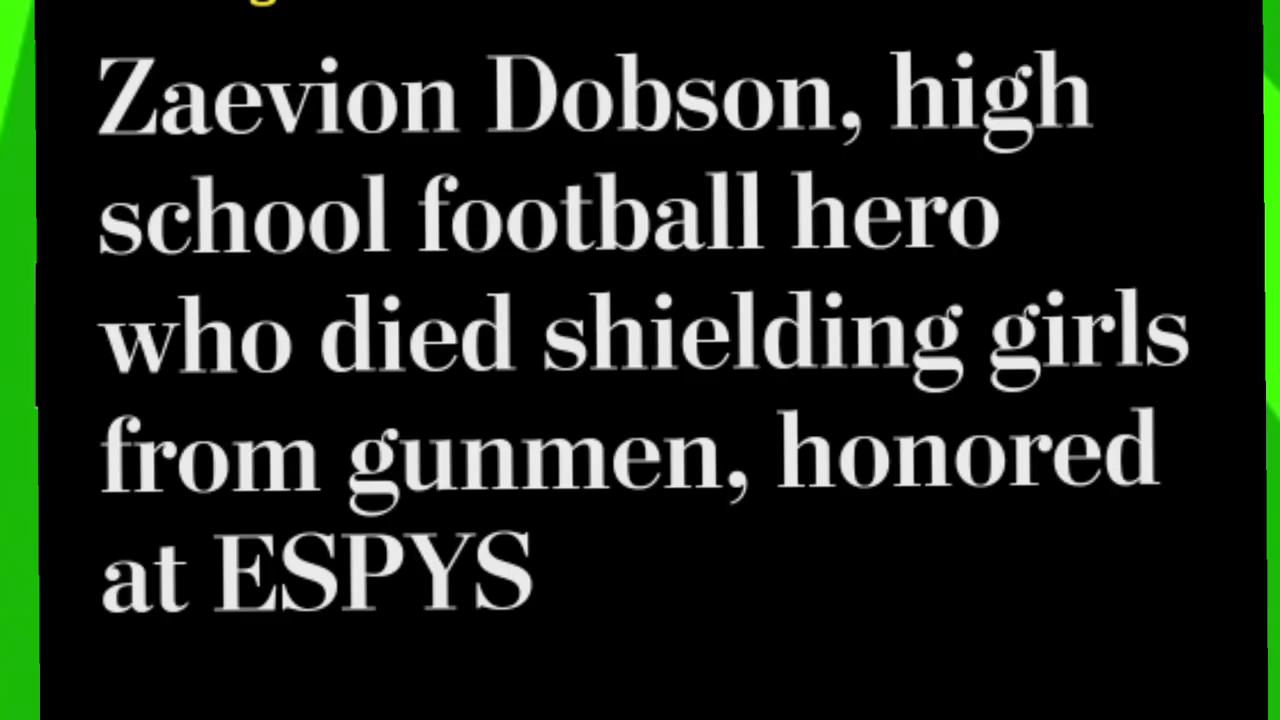 Zaevion Dobson, high
school football hero
who died shielding girls
from gunmen, honored
at ESPYS